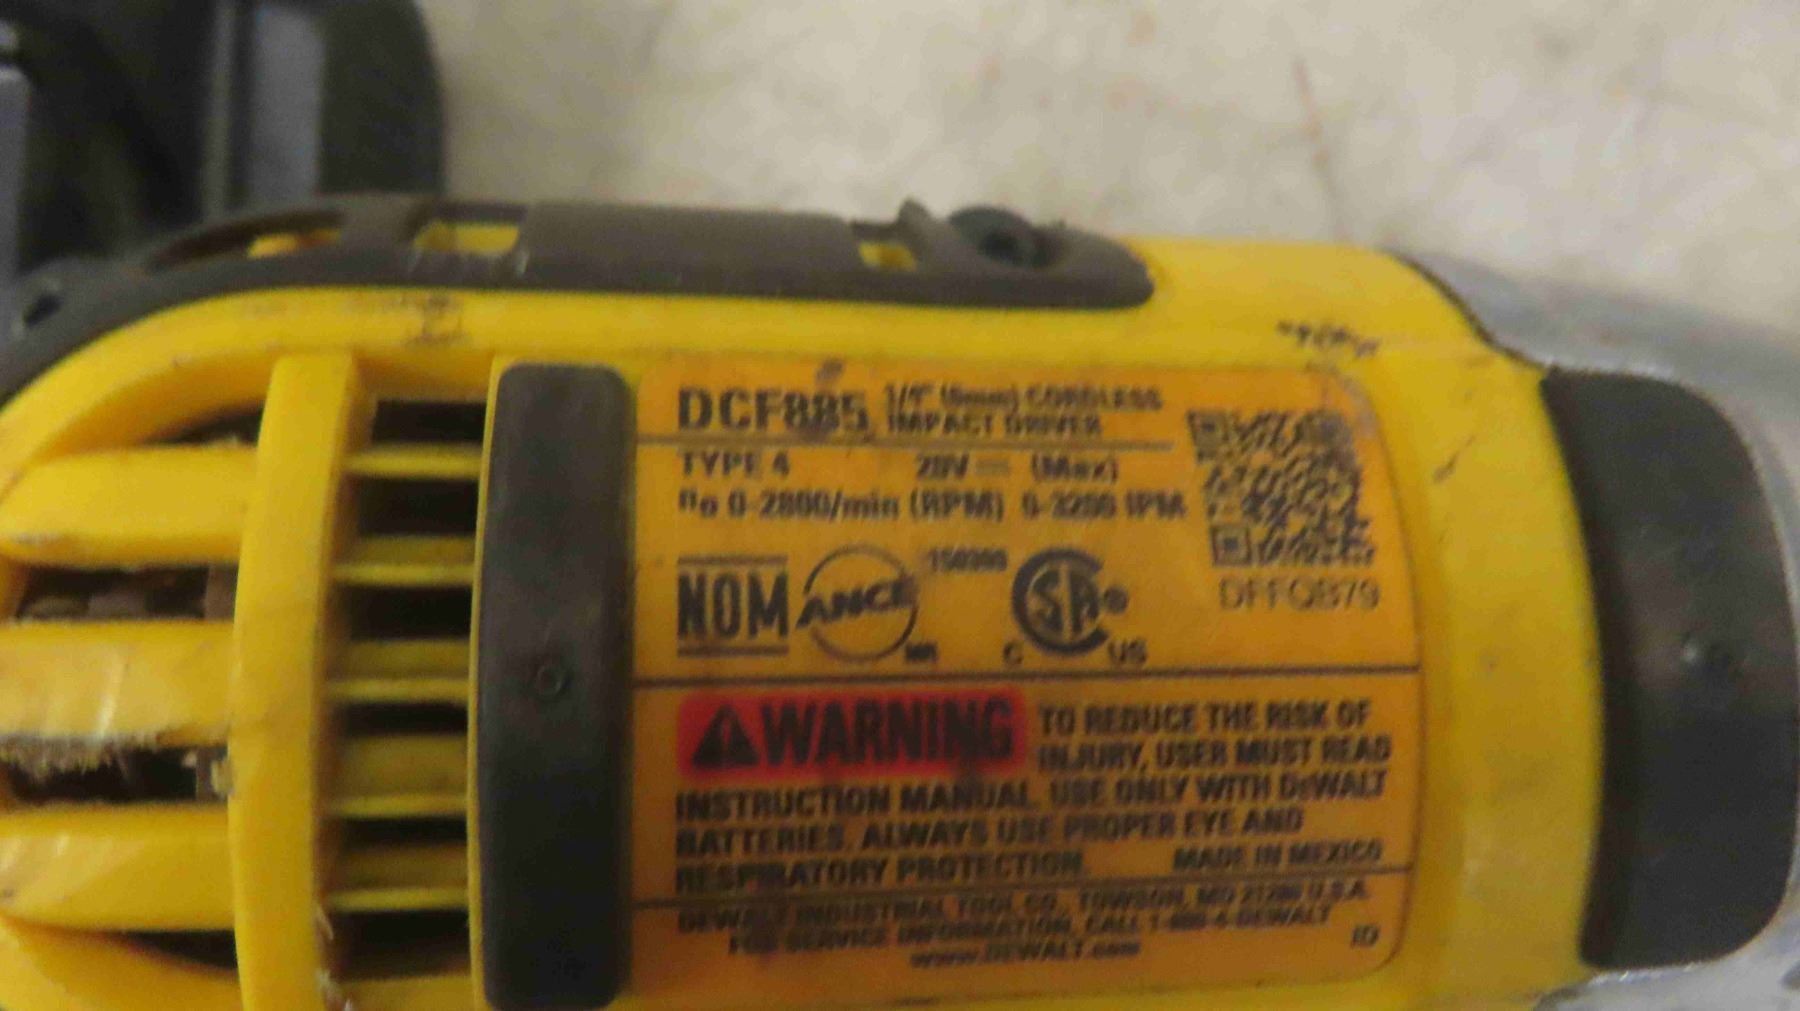 DCF885 1/4" (6mm) CORDLESS
IMPACT DRIVER
TYPE 4 20V (Max)
no 0-2800/min (RPM) 0-3200 IPM
NOM ANCE
CSA®
C US
DFFQB79
WARNING TO REDUCE THE RISK OF
INJURY, USER MUST READ
INSTRUCTION MANUAL. USE ONLY WITH DeWALT
BATTERIES. ALWAYS USE PROPER EYE AND
RESPIRATORY PROTECTION. MADE IN MEXICO
DEWALT INDUSTRIAL TOOL CO., TOWSON, MD 21286 U.S.A.
FOR SERVICE INFORMATION, CALL 1-800-4-DEWALT
www.DEWALT.com